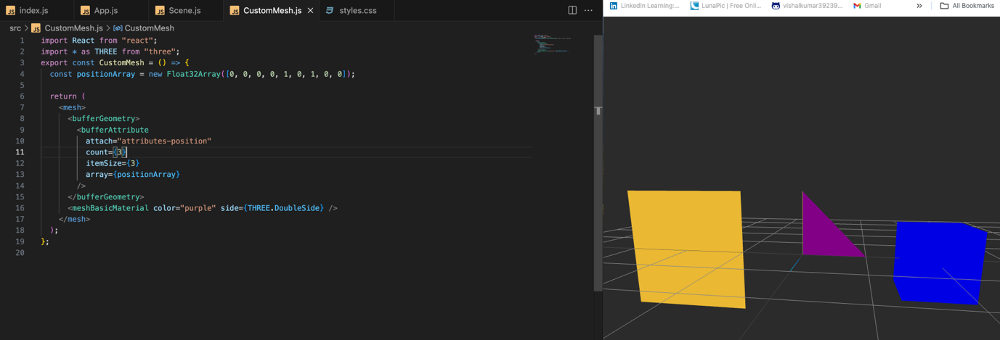 index.js App.js Scene.js CustomMesh.js styles.css
src > CustomMesh.js > CustomMesh
1 import React from "react";
2 import * as THREE from "three";
3 export const CustomMesh = () => {
4 const positionArray = new Float32Array([0, 0, 0, 0, 1, 0, 1, 0, 0]);
5
6 return (
7 <mesh>
8 <bufferGeometry>
9 <bufferAttribute
10 attach="attributes-position"
11 count={3}
12 itemSize={3}
13 array={positionArray}
14 />
15 </bufferGeometry>
16 <meshBasicMaterial color="purple" side={THREE.DoubleSide} />
17 </mesh>
18 );
19 };
20
LinkedIn Learning:... LunaPic | Free Onli... vishalkumar39239... Gmail » All Bookmarks